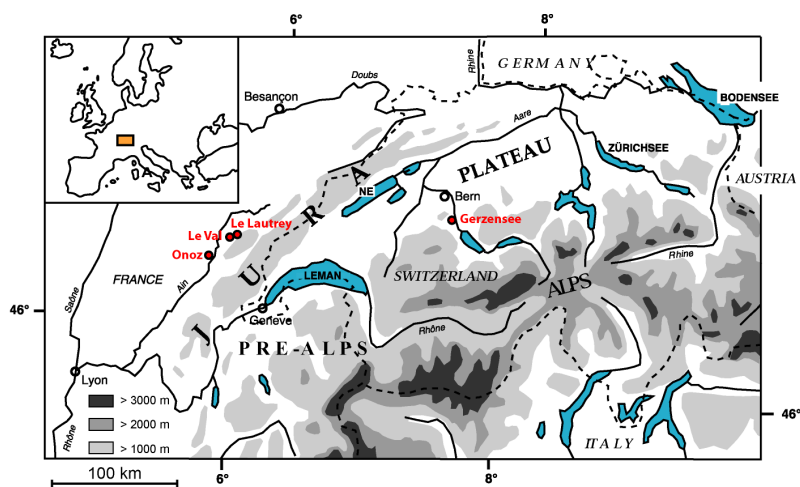 6°
8°
GERMANY
Rhine
Doubs
Besançon
BODENSEE
Aare
ZÜRICHSEE
PLATEAU
AUSTRIA
NE
Bern
Gerzensee
Le Lautrey
Le Val
Onoz
JURA
FRANCE
Ain
Saône
LEMAN
SWITZERLAND
ALPS
Rhine
46°
Geneve
Rhône
PRE-ALPS
Lyon
Rhône
> 3000 m
> 2000 m
> 1000 m
46°
ITALY
100 km
6°
8°